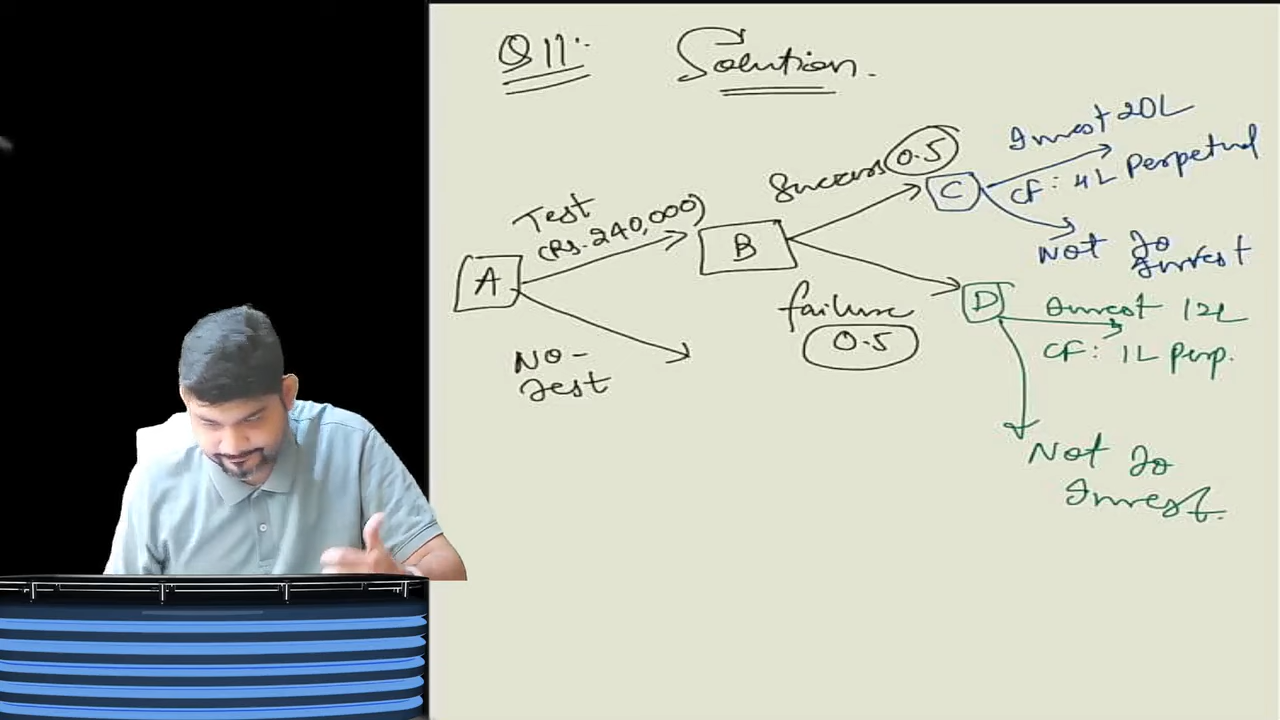 Q11:
Solution.
Test
(Rs. 240,000)
A
No-
Test
B
Success 0.5
failure
0.5
C
Invest 20L
CF: 4L Perpetual
Not to
Invest
D
Invest 12L
CF: 1L Perp.
Not to
Invest.